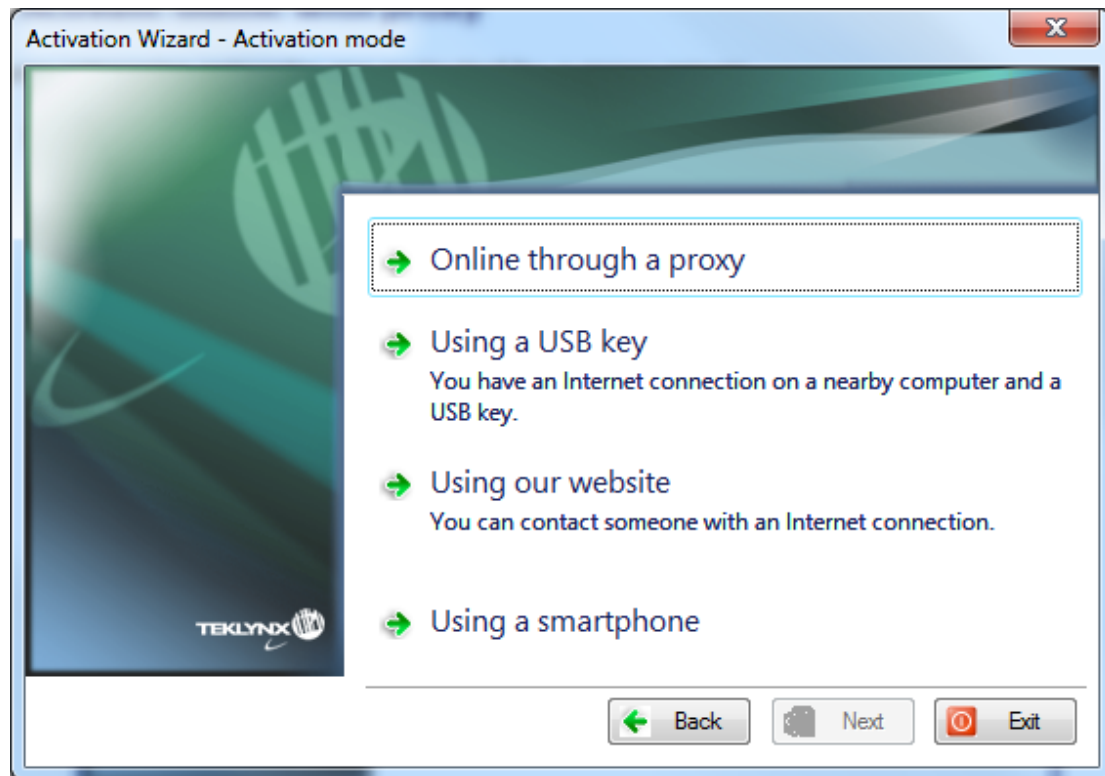 Activation Wizard - Activation mode
Online through a proxy
Using a USB key
You have an Internet connection on a nearby computer and a
USB key.
Using our website
You can contact someone with an Internet connection.
TEKLYNX
Using a smartphone
Back
Next
Exit